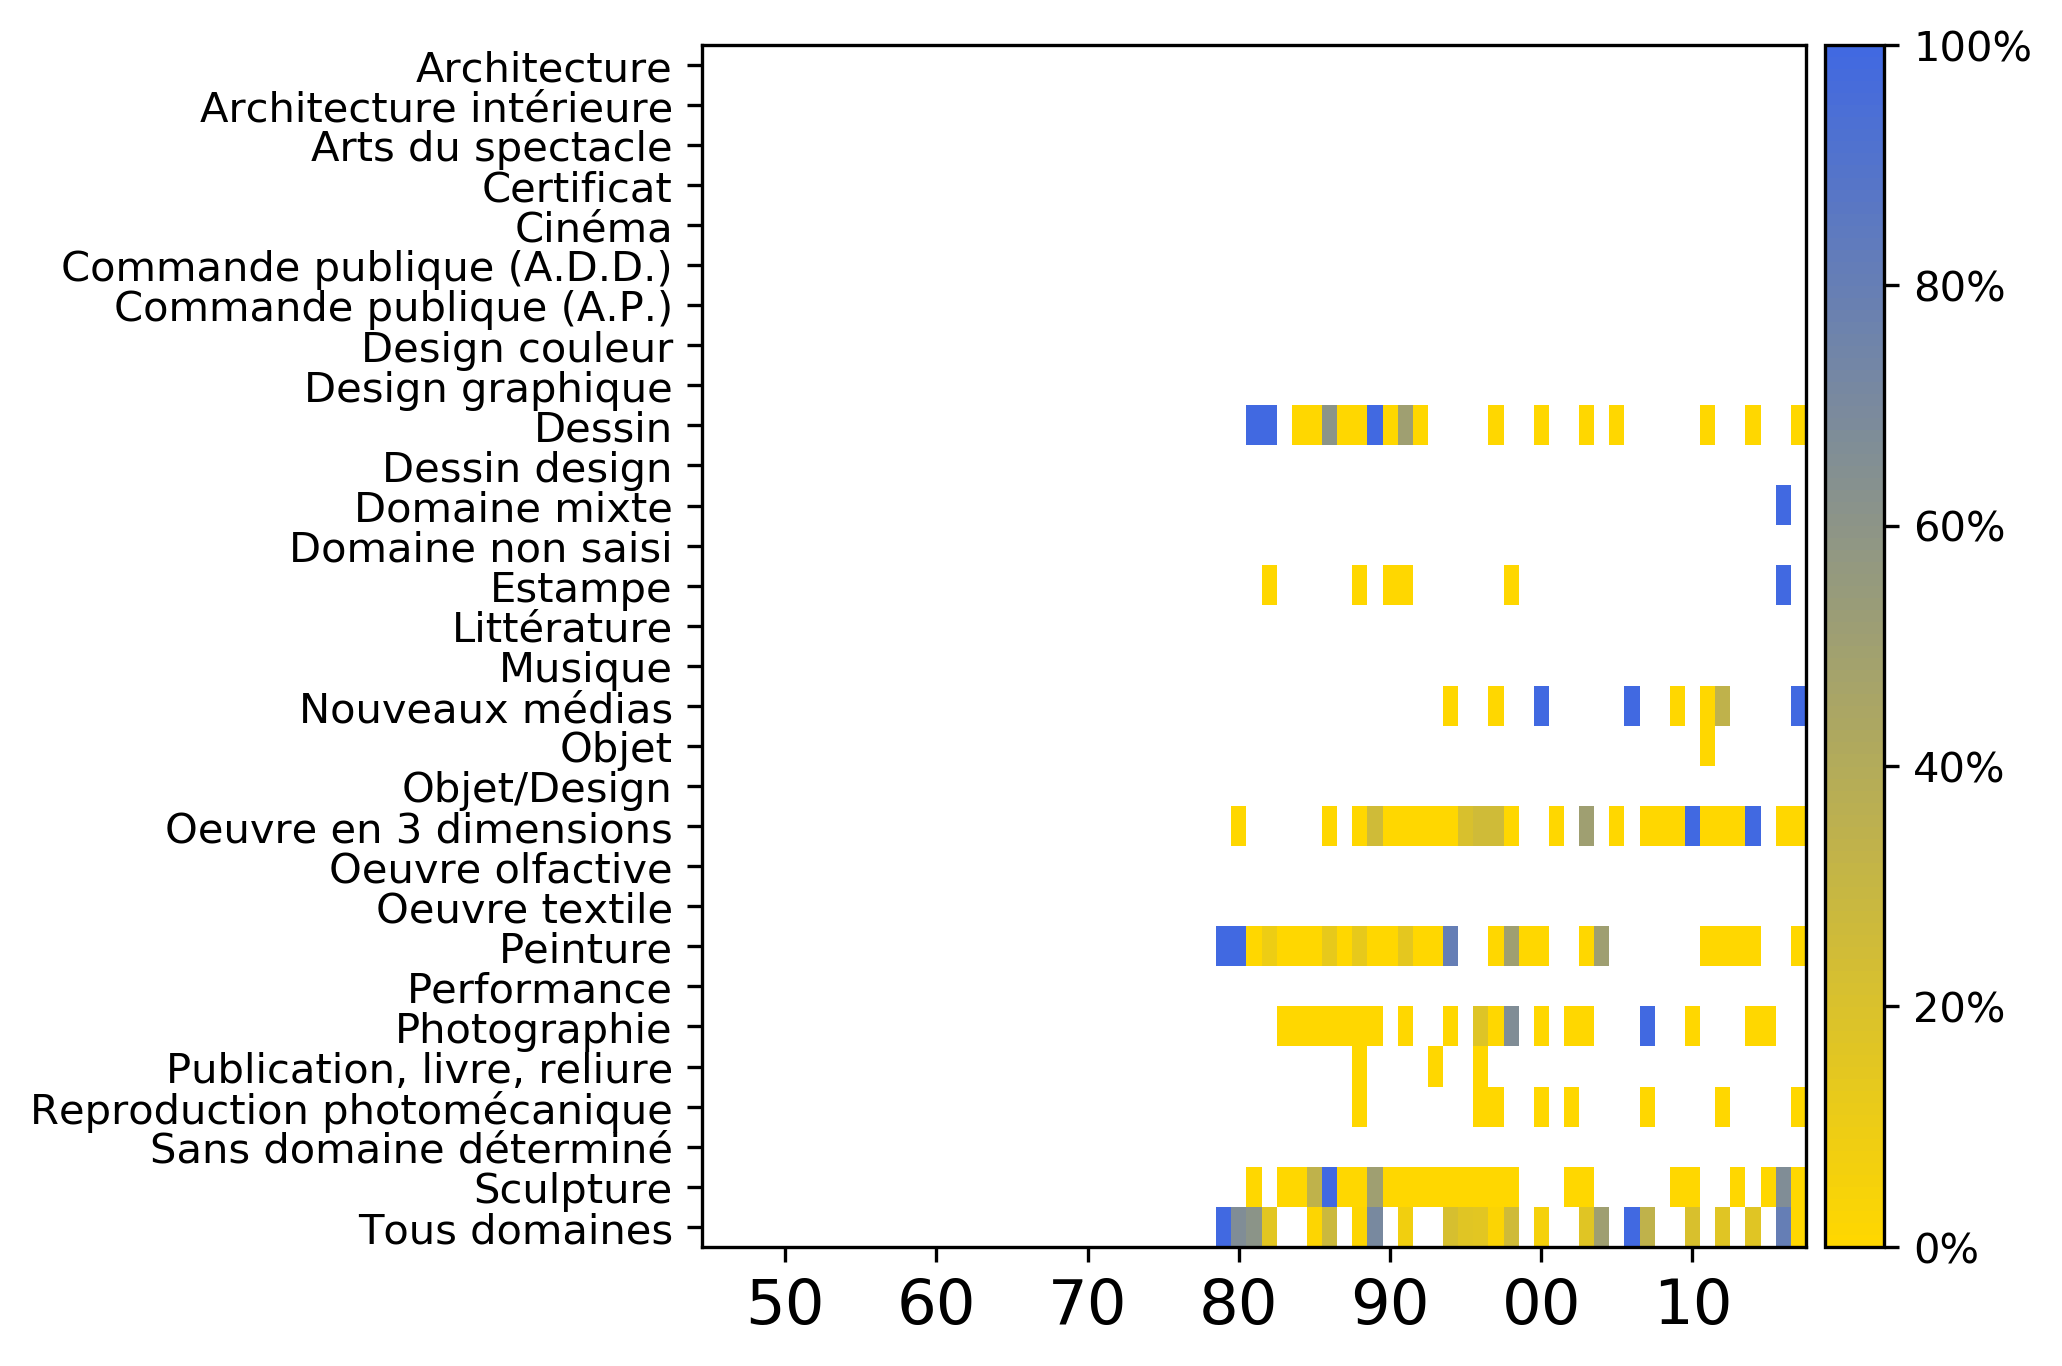 Architecture
Architecture intérieure
Arts du spectacle
Certificat
Cinéma
Commande publique (A.D.D.)
Commande publique (A.P.)
Design couleur
Design graphique
Dessin
Dessin design
Domaine mixte
Domaine non saisi
Estampe
Littérature
Musique
Nouveaux médias
Objet
Objet/Design
Oeuvre en 3 dimensions
Oeuvre olfactive
Oeuvre textile
Peinture
Performance
Photographie
Publication, livre, reliure
Reproduction photomécanique
Sans domaine déterminé
Sculpture
Tous domaines
50 60 70 80 90 00 10
100%
80%
60%
40%
20%
0%